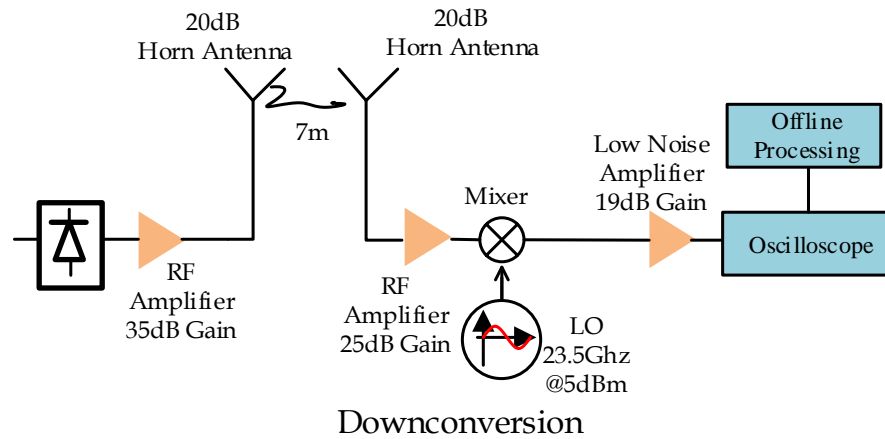 20dB
Horn Antenna
20dB
Horn Antenna
7m
Offline
Processing
Low Noise
Amplifier
19dB Gain
Mixer
Oscilloscope
RF
Amplifier
35dB Gain
RF
Amplifier
25dB Gain
LO
23.5Ghz
@5dBm
Downconversion